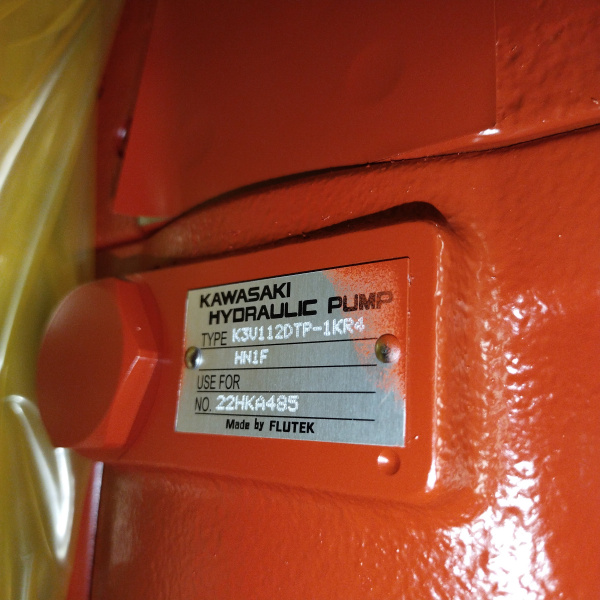 KAWASAKI
HYDRAULIC PUMP
TYPE K3V112DTP-1KR4
HN1F
USE FOR
NO. 22HKA485
Made by FLUTEK